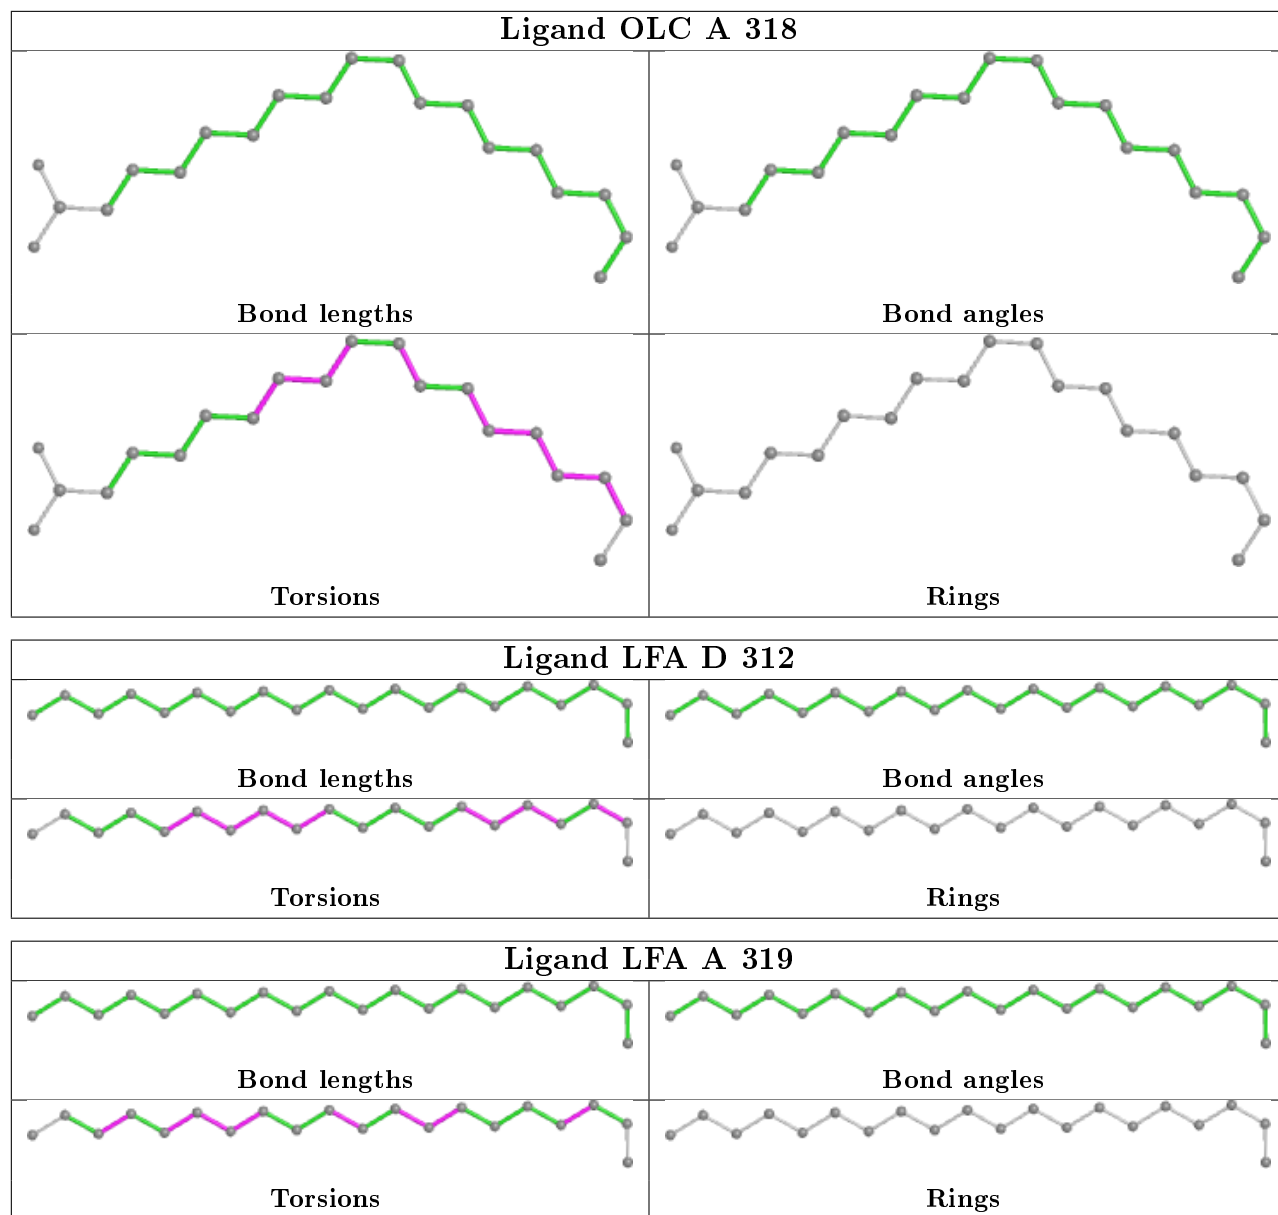 Ligand OLC A 318
Bond lengths
Bond angles
Torsions
Rings
Ligand LFA D 312
Bond lengths
Bond angles
Torsions
Rings
Ligand LFA A 319
Bond lengths
Bond angles
Torsions
Rings